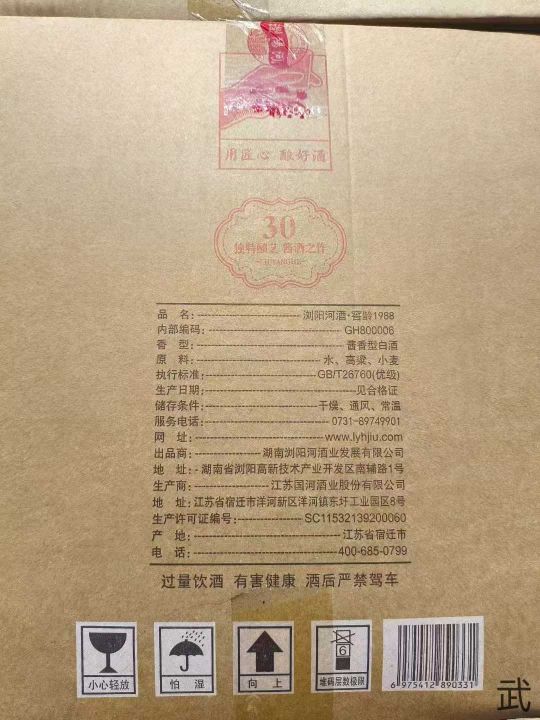 用匠心 酿好酒
30
独特酿艺 酱酒之作
品 名：浏阳河酒·窖龄1988
内部编码：GH800006
香 型：酱香型白酒
原 料：水、高粱、小麦
执行标准：GB/T26760(优级)
生产日期：见合格证
储存条件：干燥、通风、常温
服务电话：0731-89749901
网 址：www.lyhjiu.com
出品商：湖南浏阳河酒业发展有限公司
地 址：湖南省浏阳高新技术产业开发区南辅路1号
生产商：江苏国河酒业股份有限公司
地 址：江苏省宿迁市洋河新区洋河镇东圩工业园区8号
生产许可证编号：SC11532139200060
产 地：江苏省宿迁市
电 话：400-685-0799
过量饮酒 有害健康 酒后严禁驾车
小心轻放
怕 湿
向 上
6
堆码层数极限
6 975412 890331
武